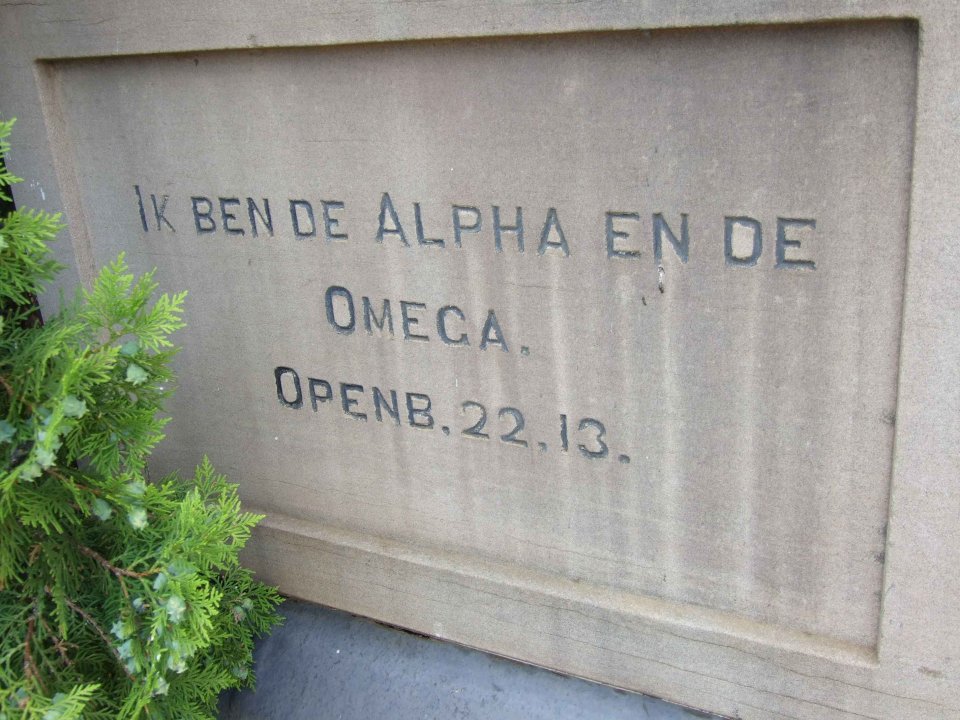 Ik ben de Alpha en de
Omega.
Openb. 22. 13.